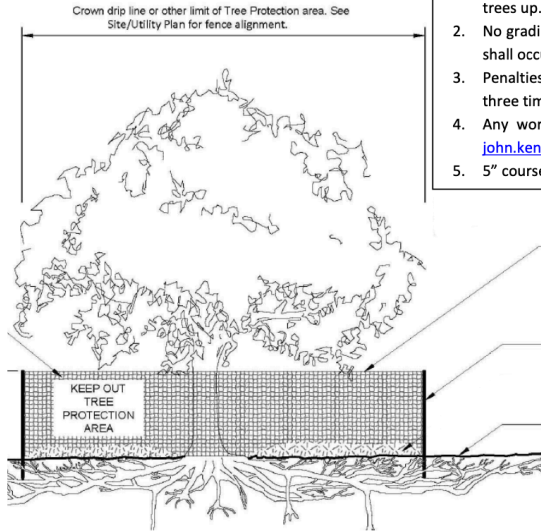 Crown drip line or other limit of Tree Protection area. See
Site/Utility Plan for fence alignment.
trees up.
2. No gradi
shall occu
3. Penalties
three tim
4. Any wor
john.ken
5. 5” course
KEEP OUT
TREE
PROTECTION
AREA